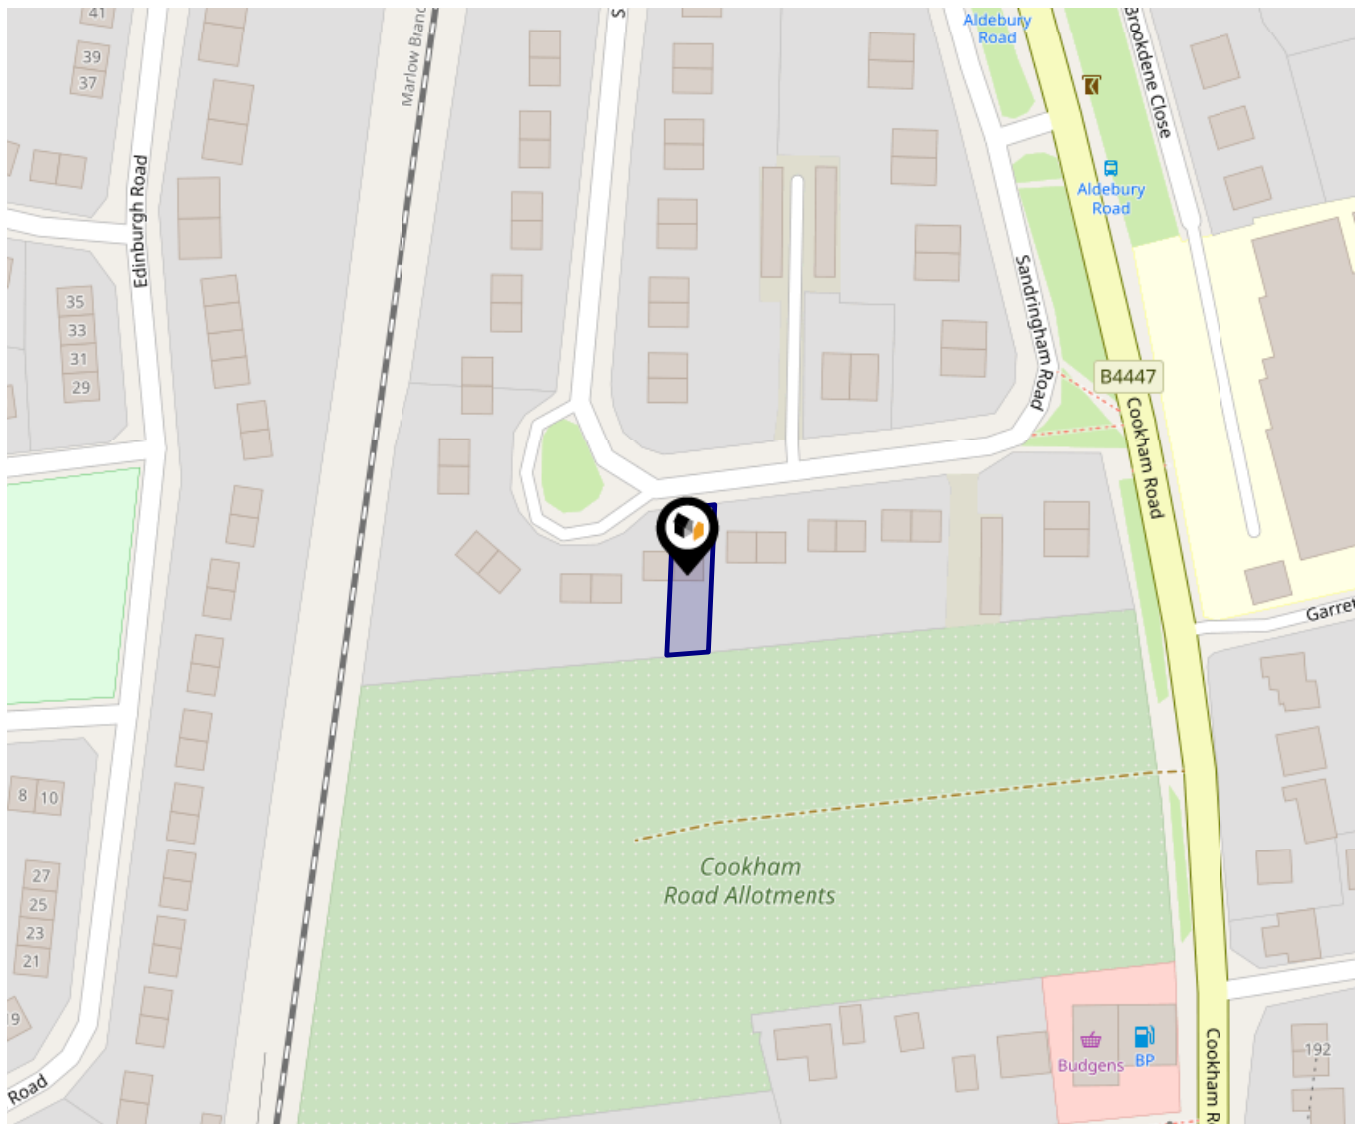 41
39
37
Marlow Branc
S
Aldebury
Road
Brookdene Close
Aldebury
Road
Edinburgh Road
Sandringham Road
35
33
31
29
B4447
Cookham Road
Garret
8
10
Cookham
Road Allotments
27
25
23
21
19
Road
Budgens
BP
Cookham R
192